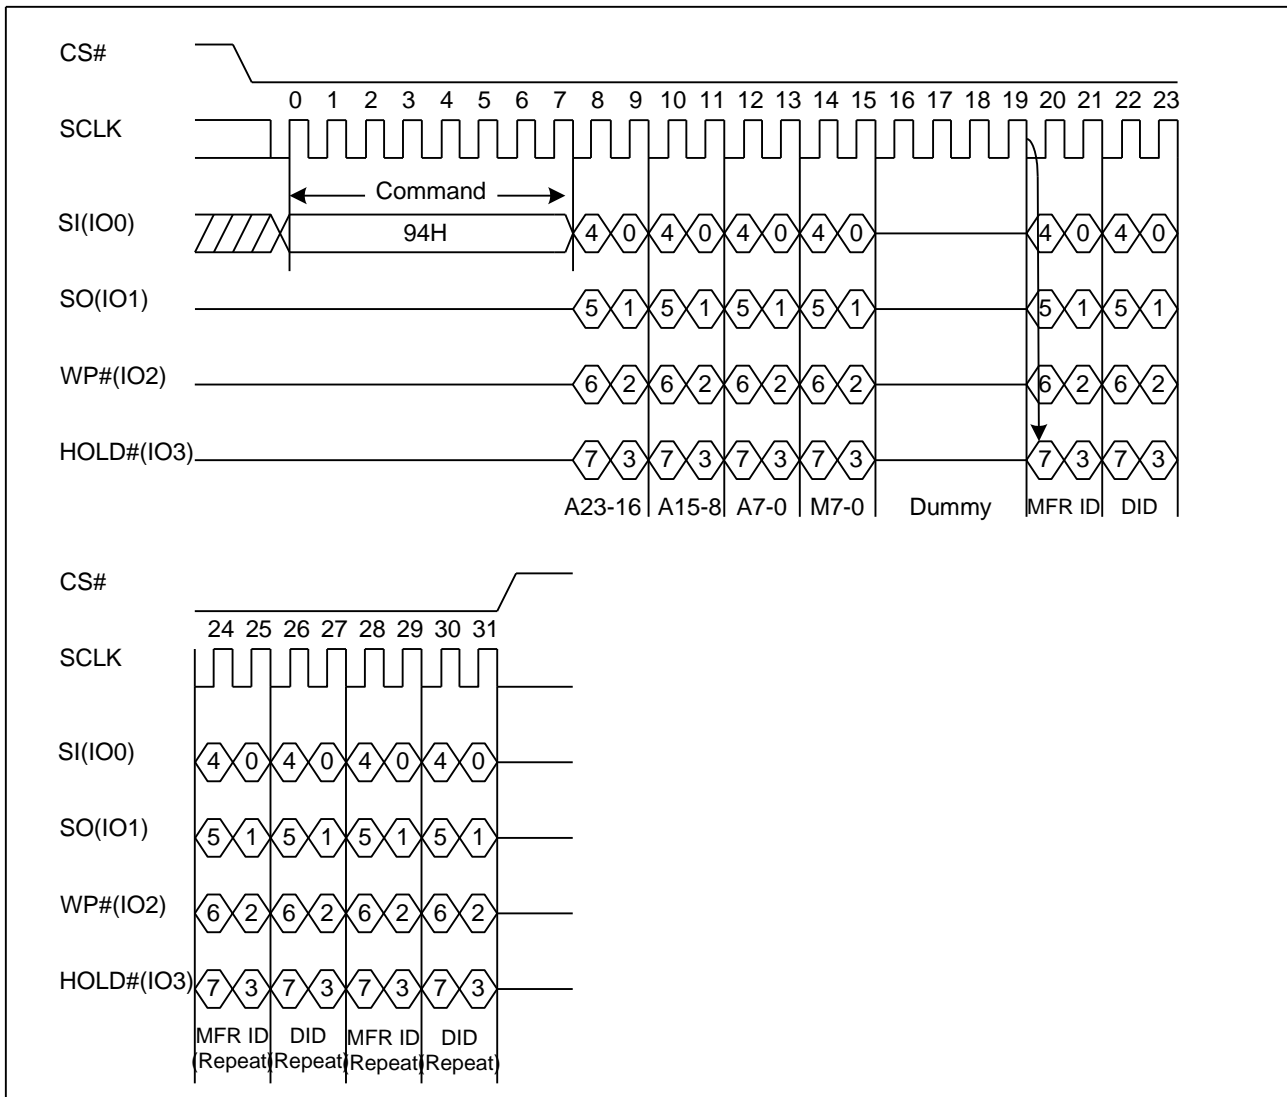 CS#
0 1 2 3 4 5 6 7 8 9 10 11 12 13 14 15 16 17 18 19 20 21 22 23
SCLK
Command
SI(IO0) 94H 4 0 4 0 4 0 4 0 4 0 4 0
SO(IO1) 5 1 5 1 5 1 5 1 5 1 5 1
WP#(IO2) 6 2 6 2 6 2 6 2 6 2 6 2
HOLD#(IO3) 7 3 7 3 7 3 7 3 7 3 7 3
A23-16 A15-8 A7-0 M7-0 Dummy MFR ID DID
CS#
24 25 26 27 28 29 30 31
SCLK
SI(IO0) 4 0 4 0 4 0 4 0
SO(IO1) 5 1 5 1 5 1 5 1
WP#(IO2) 6 2 6 2 6 2 6 2
HOLD#(IO3) 7 3 7 3 7 3 7 3
MFR ID DID MFR ID DID
(Repeat) (Repeat) (Repeat) (Repeat)